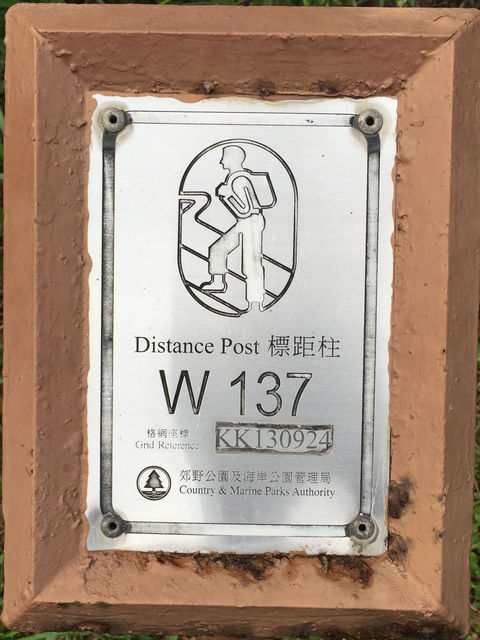 Distance Post 標距柱
W 137
格網座標
Grid Reference
KK130924
郊野公園及海岸公園管理局
Country & Marine Parks Authority